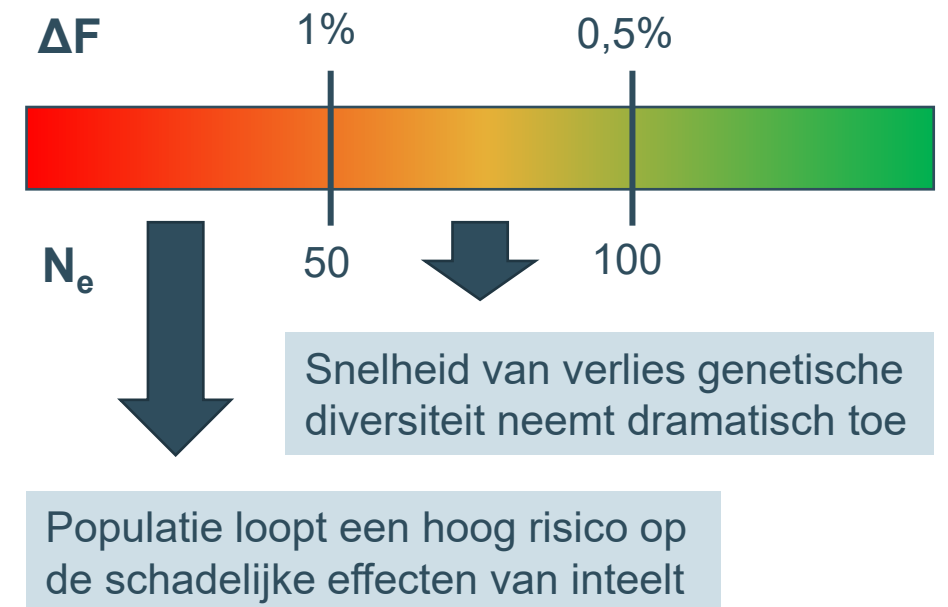 ΔF 1% 0,5%
Nₑ 50 100
Snelheid van verlies genetische
diversiteit neemt dramatisch toe
Populatie loopt een hoog risico op
de schadelijke effecten van inteelt